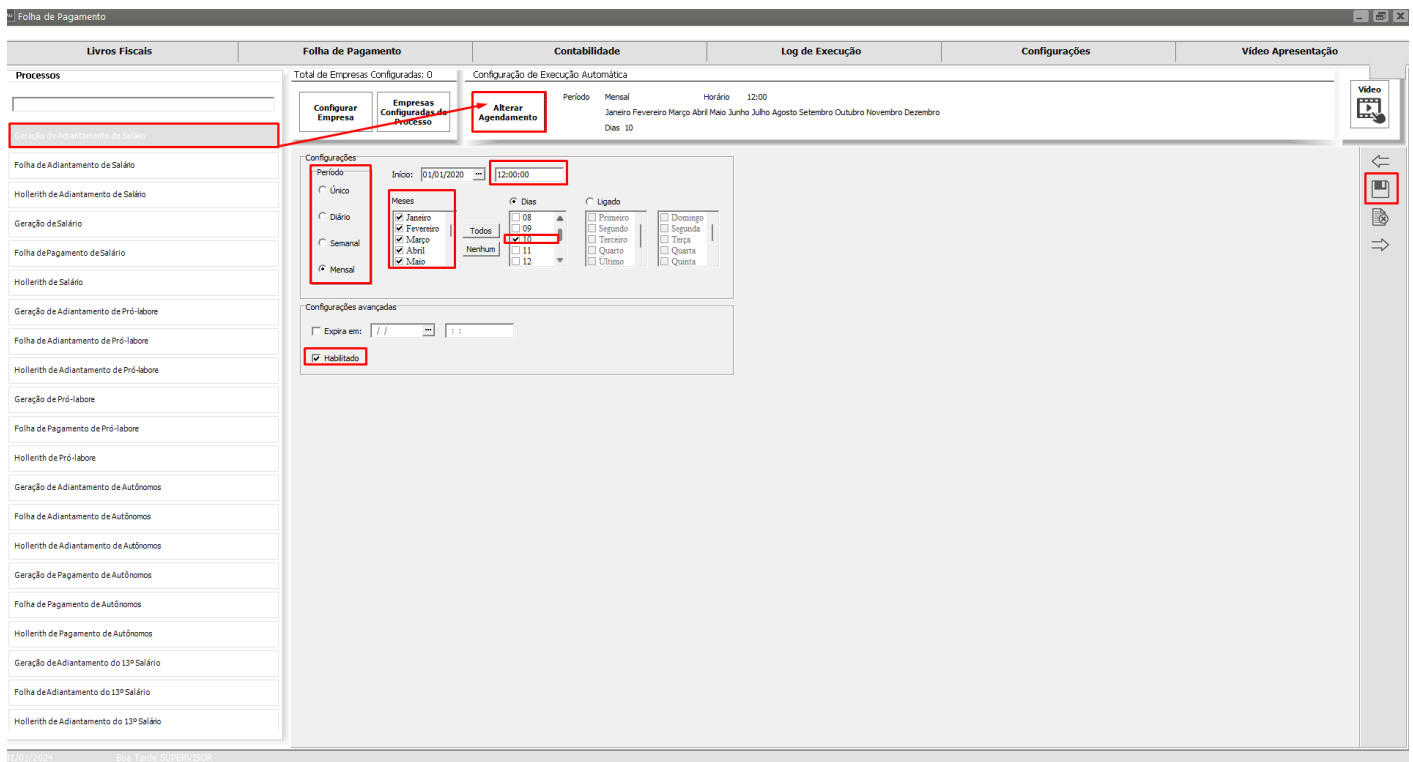 Folha de Pagamento
Livros Fiscais
Folha de Pagamento
Contabilidade
Log de Execução
Configurações
Vídeo Apresentação
Processos
Geração de Adiantamento de Salário
Folha de Adiantamento de Salário
Hollerith de Adiantamento de Salário
Geração de Salário
Folha de Pagamento de Salário
Hollerith de Salário
Geração de Adiantamento de Pró-labore
Folha de Adiantamento de Pró-labore
Hollerith de Adiantamento de Pró-labore
Geração de Pró-labore
Folha de Pagamento de Pró-labore
Hollerith de Pró-labore
Geração de Adiantamento de Autônomos
Folha de Adiantamento de Autônomos
Hollerith de Adiantamento de Autônomos
Geração de Pagamento de Autônomos
Folha de Pagamento de Autônomos
Hollerith de Pagamento de Autônomos
Geração de Adiantamento do 13º Salário
Folha de Adiantamento do 13º Salário
Hollerith de Adiantamento do 13º Salário
Total de Empresas Configuradas: 0
Configurar
Empresa
Empresas
Configuradas do
Processo
Configuração de Execução Automática
Alterar
Agendamento
Período Mensal Horário 12:00
Janeiro Fevereiro Março Abril Maio Junho Julho Agosto Setembro Outubro Novembro Dezembro
Dias 10
Vídeo
Configurações
Período
Único
Diário
Semanal
Mensal
Início: 01/01/2020 ... 12:00:00
Meses
Janeiro
Fevereiro
Março
Abril
Maio
Todos
Nenhum
Dias
08
09
10
11
12
Ligado
Primeiro
Segundo
Terceiro
Quarto
Último
Domingo
Segunda
Terça
Quarta
Quinta
Configurações avançadas
Expira em: / / ... : :
Habilitado
01/01/2024 Boa Tarde SUPERVISOR